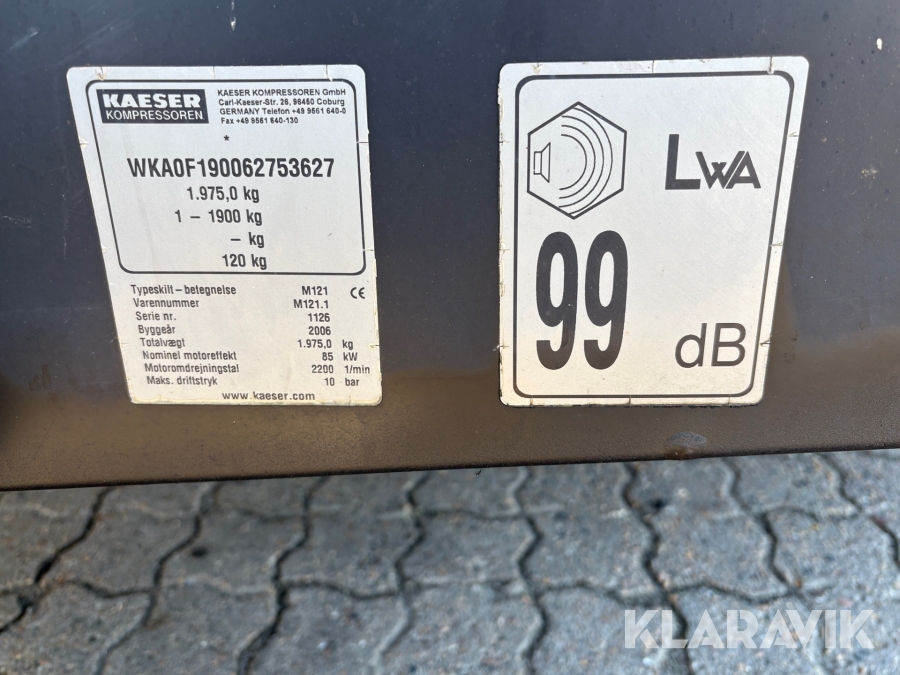 KAESER
KOMPRESSOREN
KAESER KOMPRESSOREN GmbH
Carl-Kaeser-Str. 26, 96450 Coburg
GERMANY Telefon +49 9561 640-0
Fax +49 9561 640-130
*
WKA0F190062753627
1.975,0 kg
1 – 1900 kg
– kg
120 kg
Typeskilt – betegnelse M121 CE
Varennummer M121.1
Serie nr. 1126
Byggeår 2006
Totalvægt 1.975,0 kg
Nominel motoreffekt 85 kW
Motoromdrejningstal 2200 1/min
Maks. driftstryk 10 bar
www.kaeser.com
LWA
99
dB
KLARAVIK